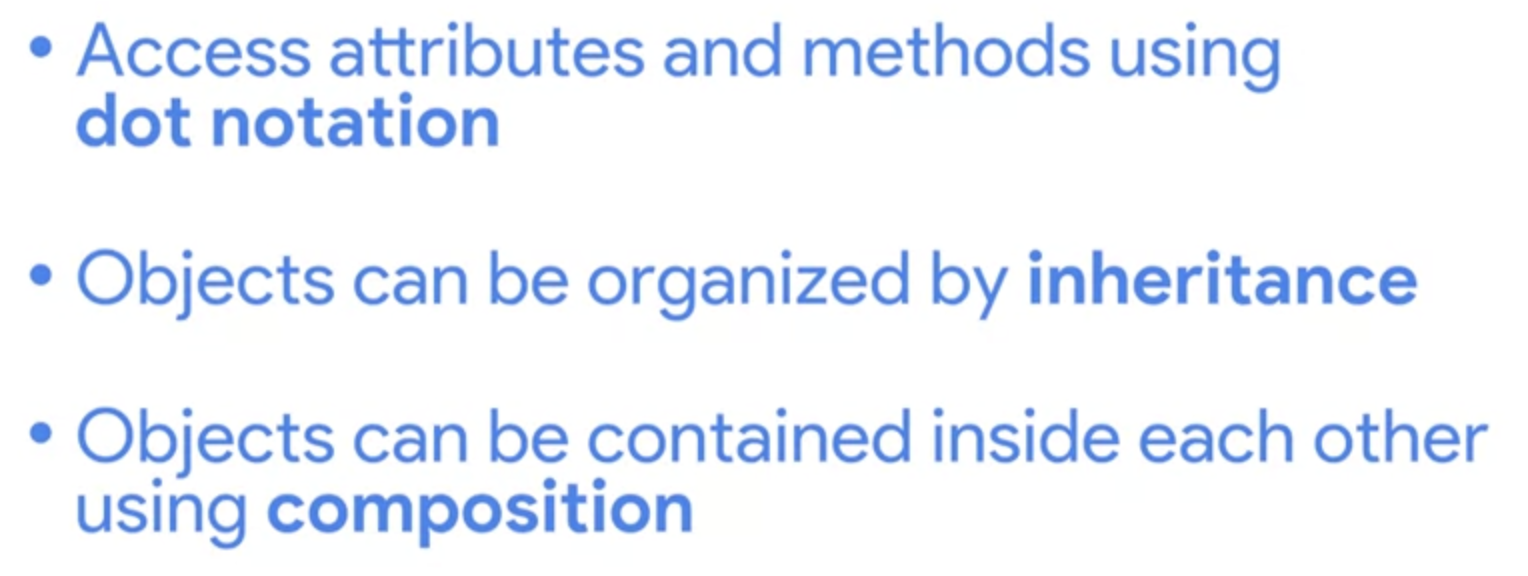 • Access attributes and methods using
dot notation
• Objects can be organized by inheritance
• Objects can be contained inside each other
using composition